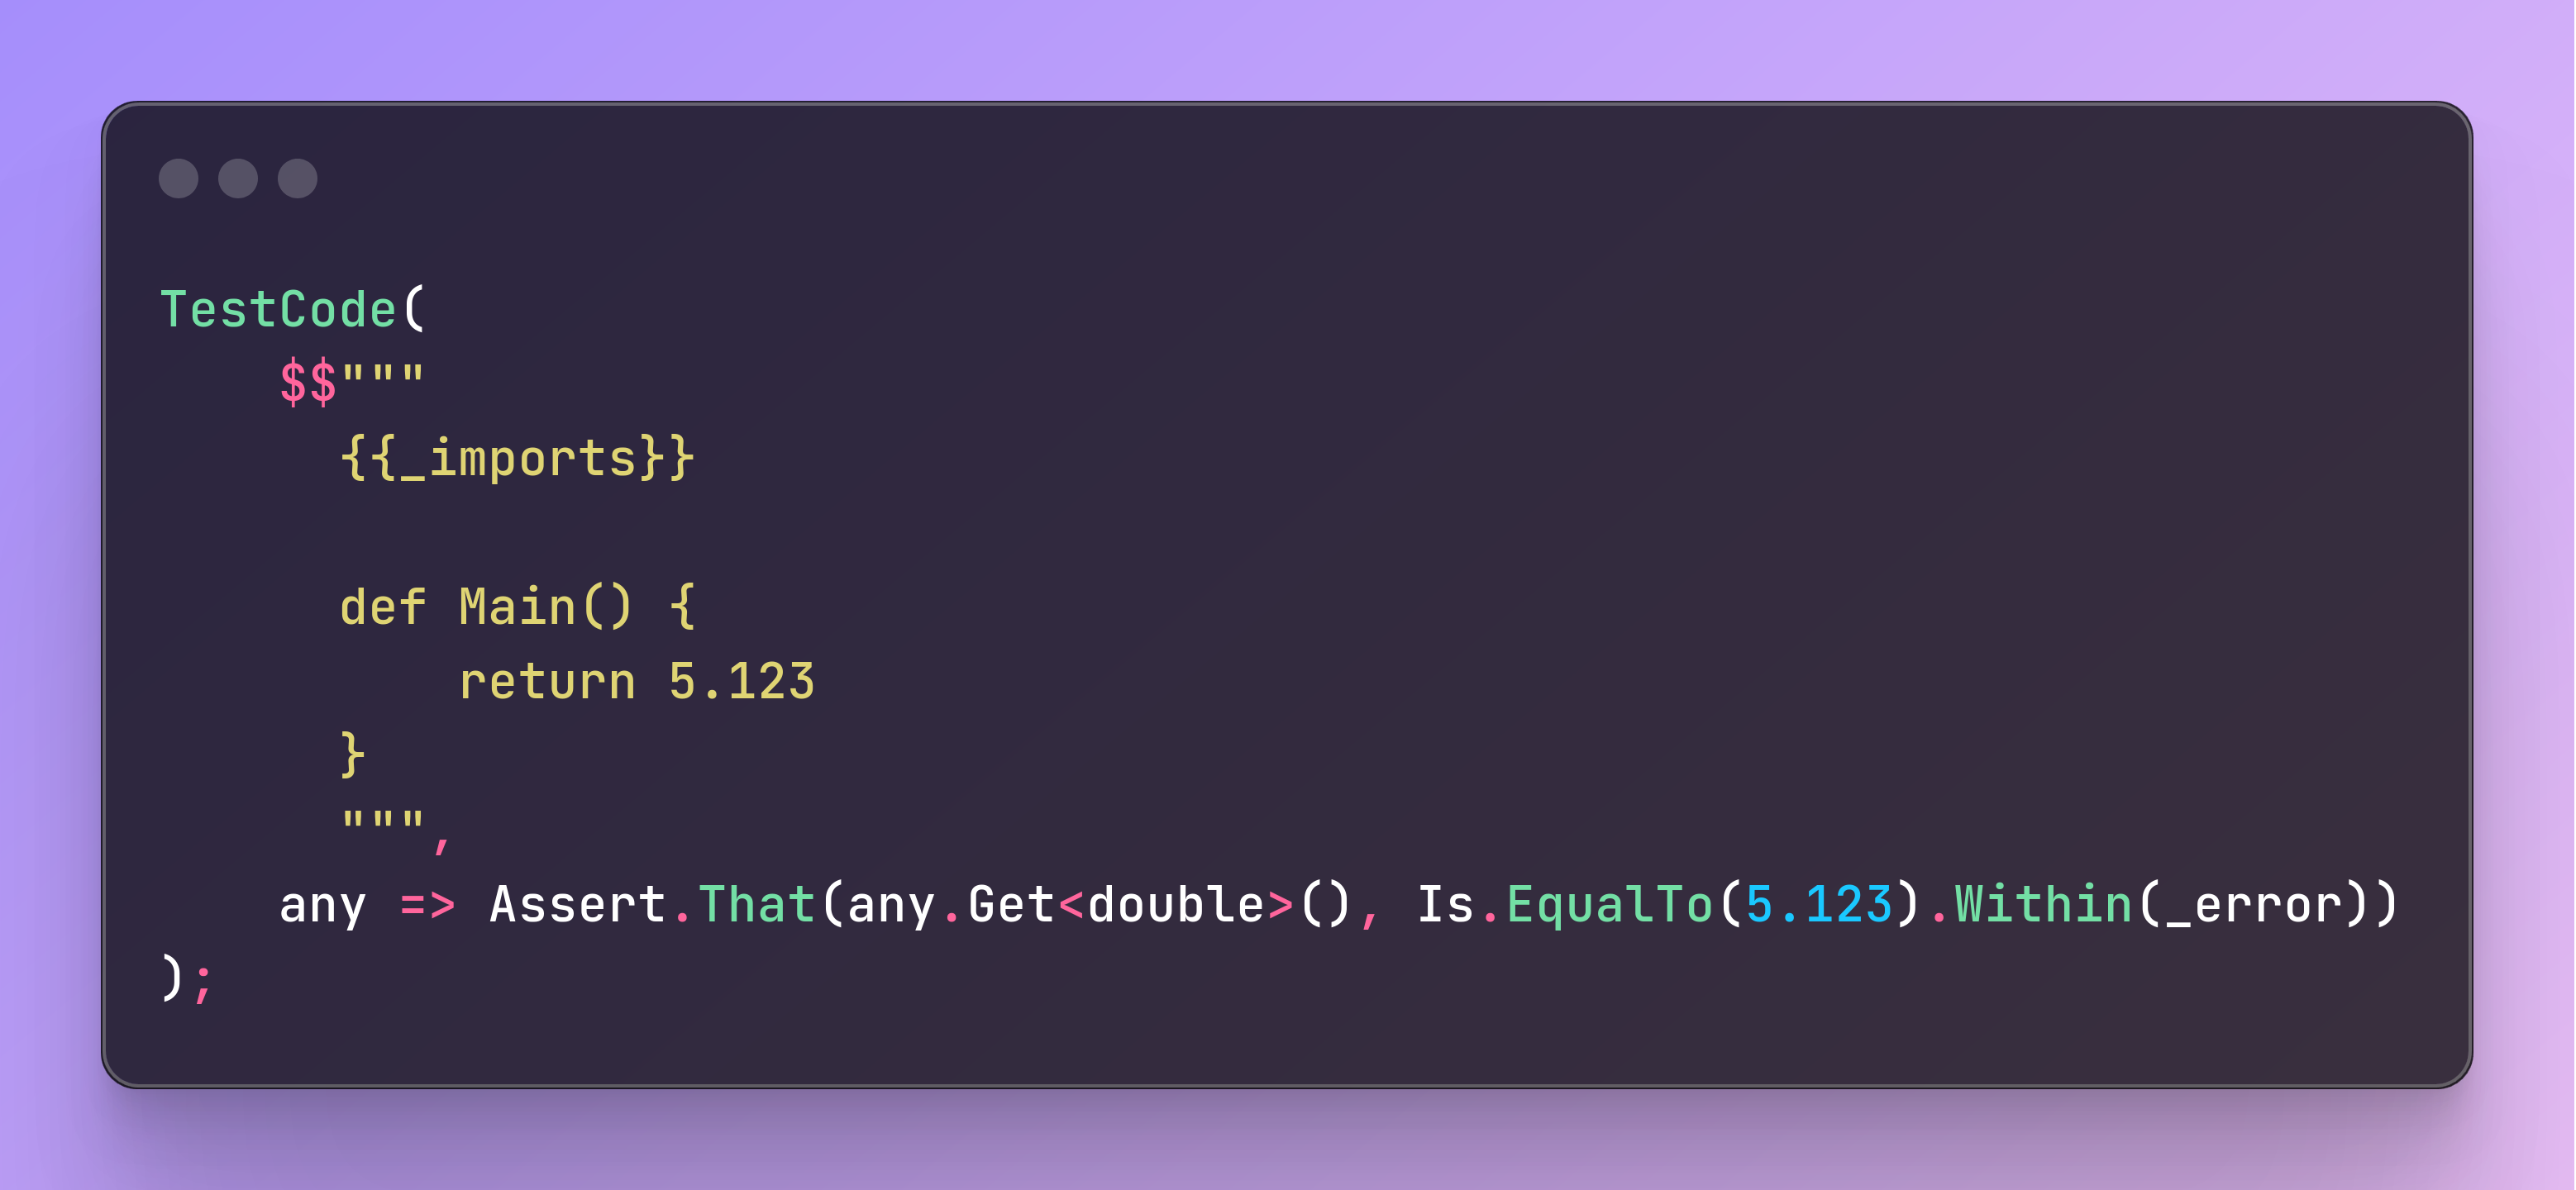 TestCode(
    $$"""
      {{_imports}}

      def Main() {
          return 5.123
      }
      """,
    any => Assert.That(any.Get<double>(), Is.EqualTo(5.123).Within(_error))
);